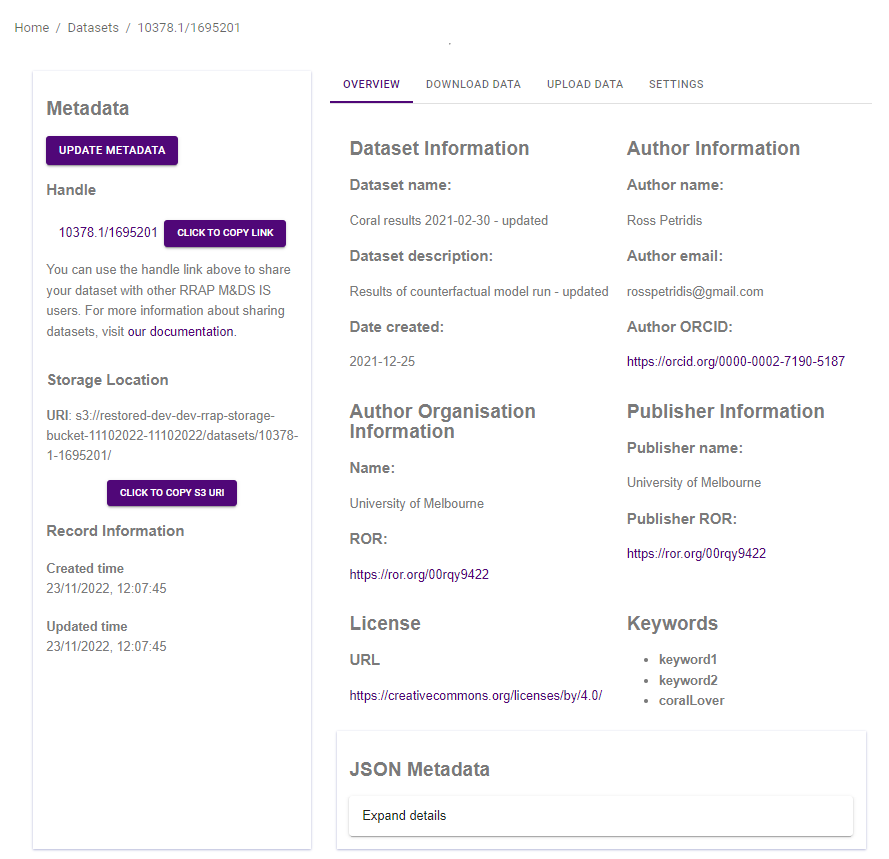 Home / Datasets / 10378.1/1695201
Metadata
UPDATE METADATA
Handle
10378.1/1695201 CLICK TO COPY LINK
You can use the handle link above to share
your dataset with other RRAP M&DS IS
users. For more information about sharing
datasets, visit our documentation.
Storage Location
URI: s3://restored-dev-dev-rrap-storage-
bucket-11102022-11102022/datasets/10378-
1-1695201/
CLICK TO COPY S3 URI
Record Information
Created time
23/11/2022, 12:07:45
Updated time
23/11/2022, 12:07:45
OVERVIEW DOWNLOAD DATA UPLOAD DATA SETTINGS
Dataset Information
Dataset name:
Coral results 2021-02-30 - updated
Dataset description:
Results of counterfactual model run - updated
Date created:
2021-12-25
Author Information
Author name:
Ross Petridis
Author email:
rosspetridis@gmail.com
Author ORCID:
https://orcid.org/0000-0002-7190-5187
Author Organisation
Information
Name:
University of Melbourne
ROR:
https://ror.org/00rqy9422
Publisher Information
Publisher name:
University of Melbourne
Publisher ROR:
https://ror.org/00rqy9422
License
URL
https://creativecommons.org/licenses/by/4.0/
Keywords
• keyword1
• keyword2
• coralLover
JSON Metadata
Expand details